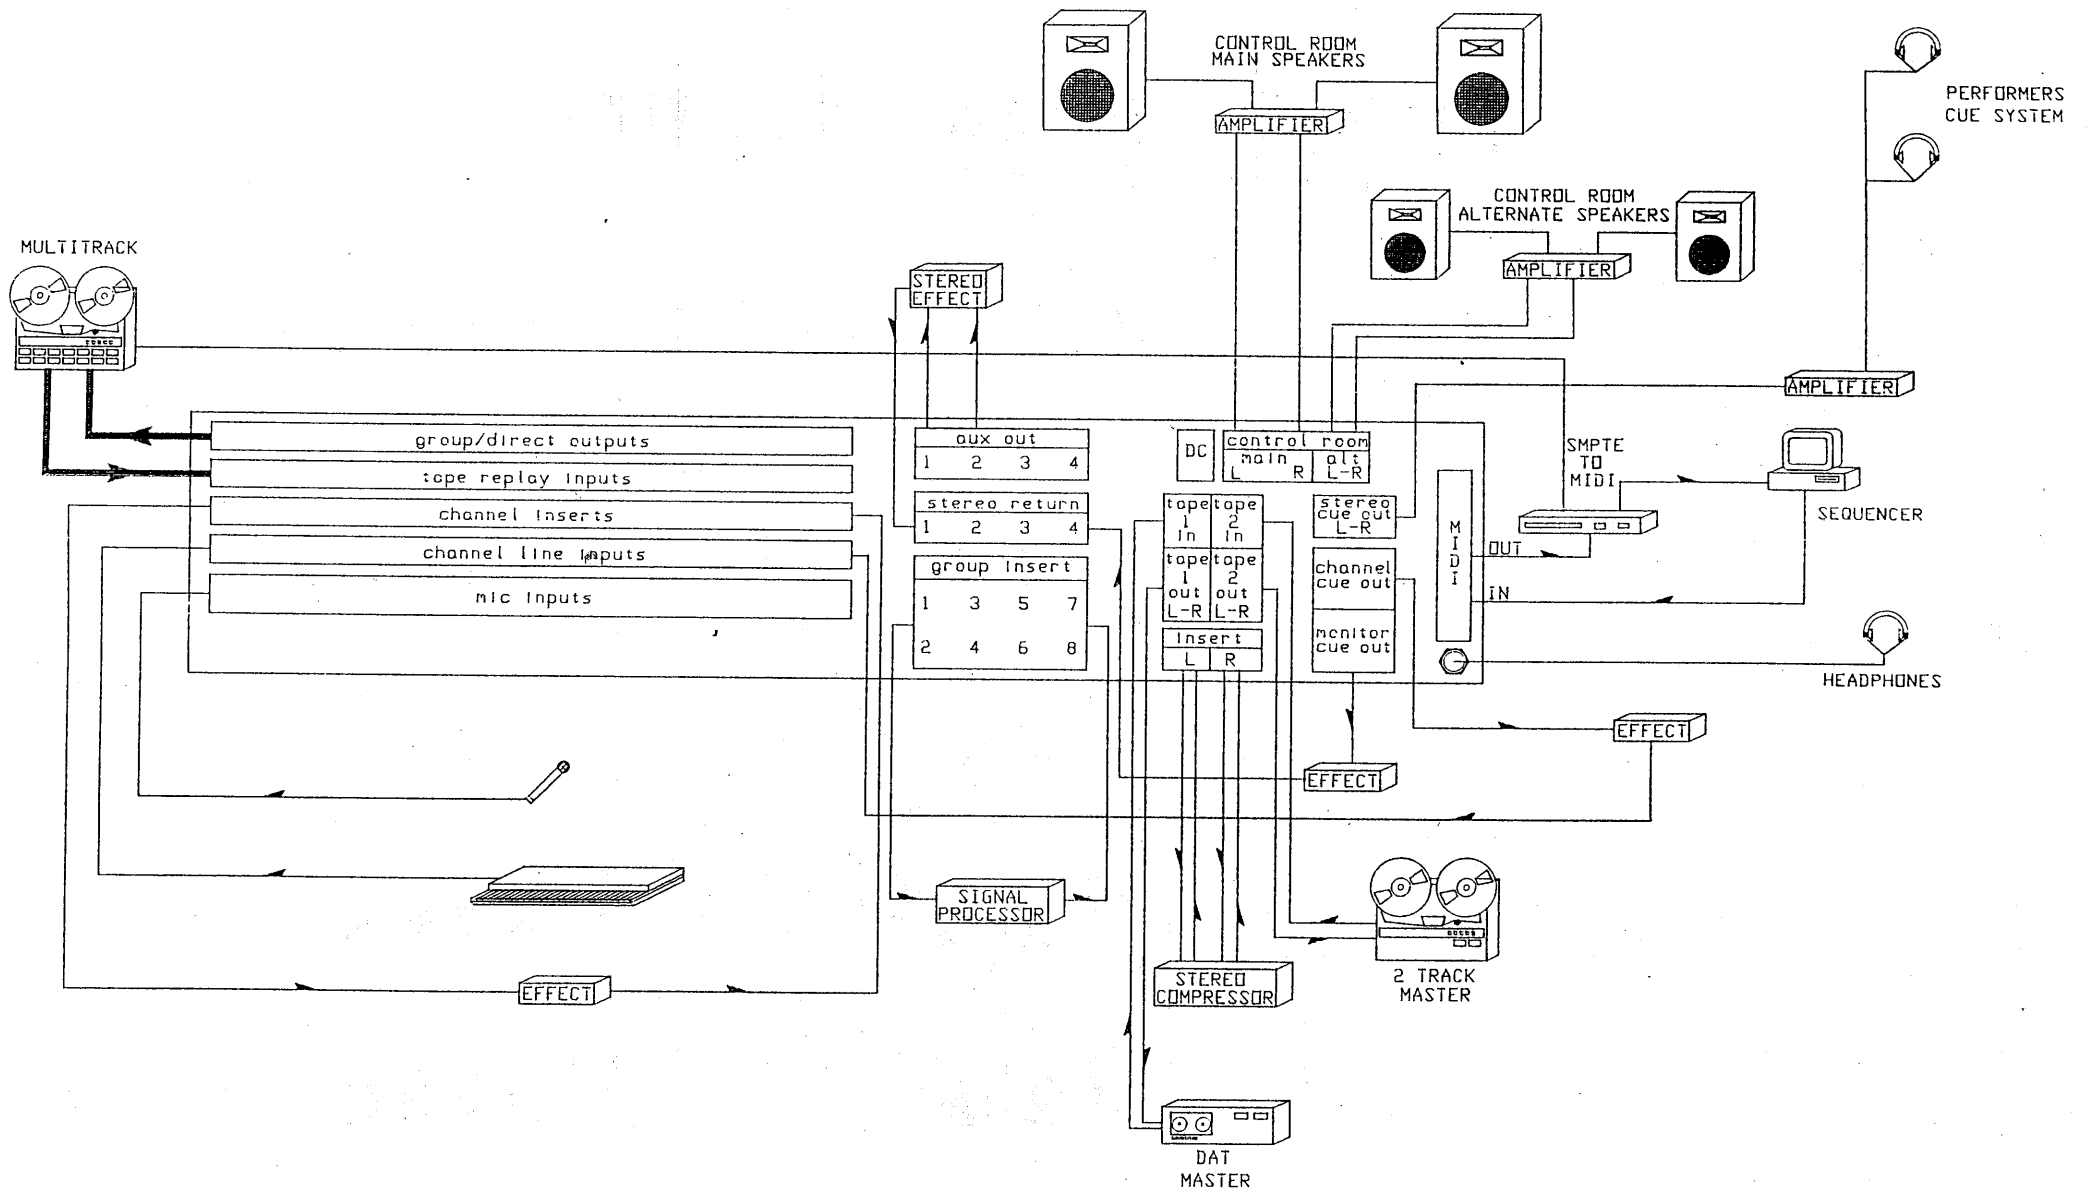 CONTROL ROOM
MAIN SPEAKERS
AMPLIFIER
PERFORMERS
CUE SYSTEM
CONTROL ROOM
ALTERNATE SPEAKERS
AMPLIFIER
MULTITRACK
STEREO
EFFECT
AMPLIFIER
group/direct outputs
tape replay inputs
channel inserts
channel line inputs
mic inputs
aux out
1 2 3 4
stereo return
1 2 3 4
group insert
1 3 5 7
2 4 6 8
DC
control room
main
L R
alt
L-R
tape
1
in
tape
2
in
tape
1
out
L-R
tape
2
out
L-R
insert
L R
stereo
cue out
L-R
channel
cue out
monitor
cue out
MIDI
OUT
IN
SMPTE
TO
MIDI
SEQUENCER
HEADPHONES
EFFECT
EFFECT
SIGNAL
PROCESSOR
EFFECT
STEREO
COMPRESSOR
2 TRACK
MASTER
DAT
MASTER